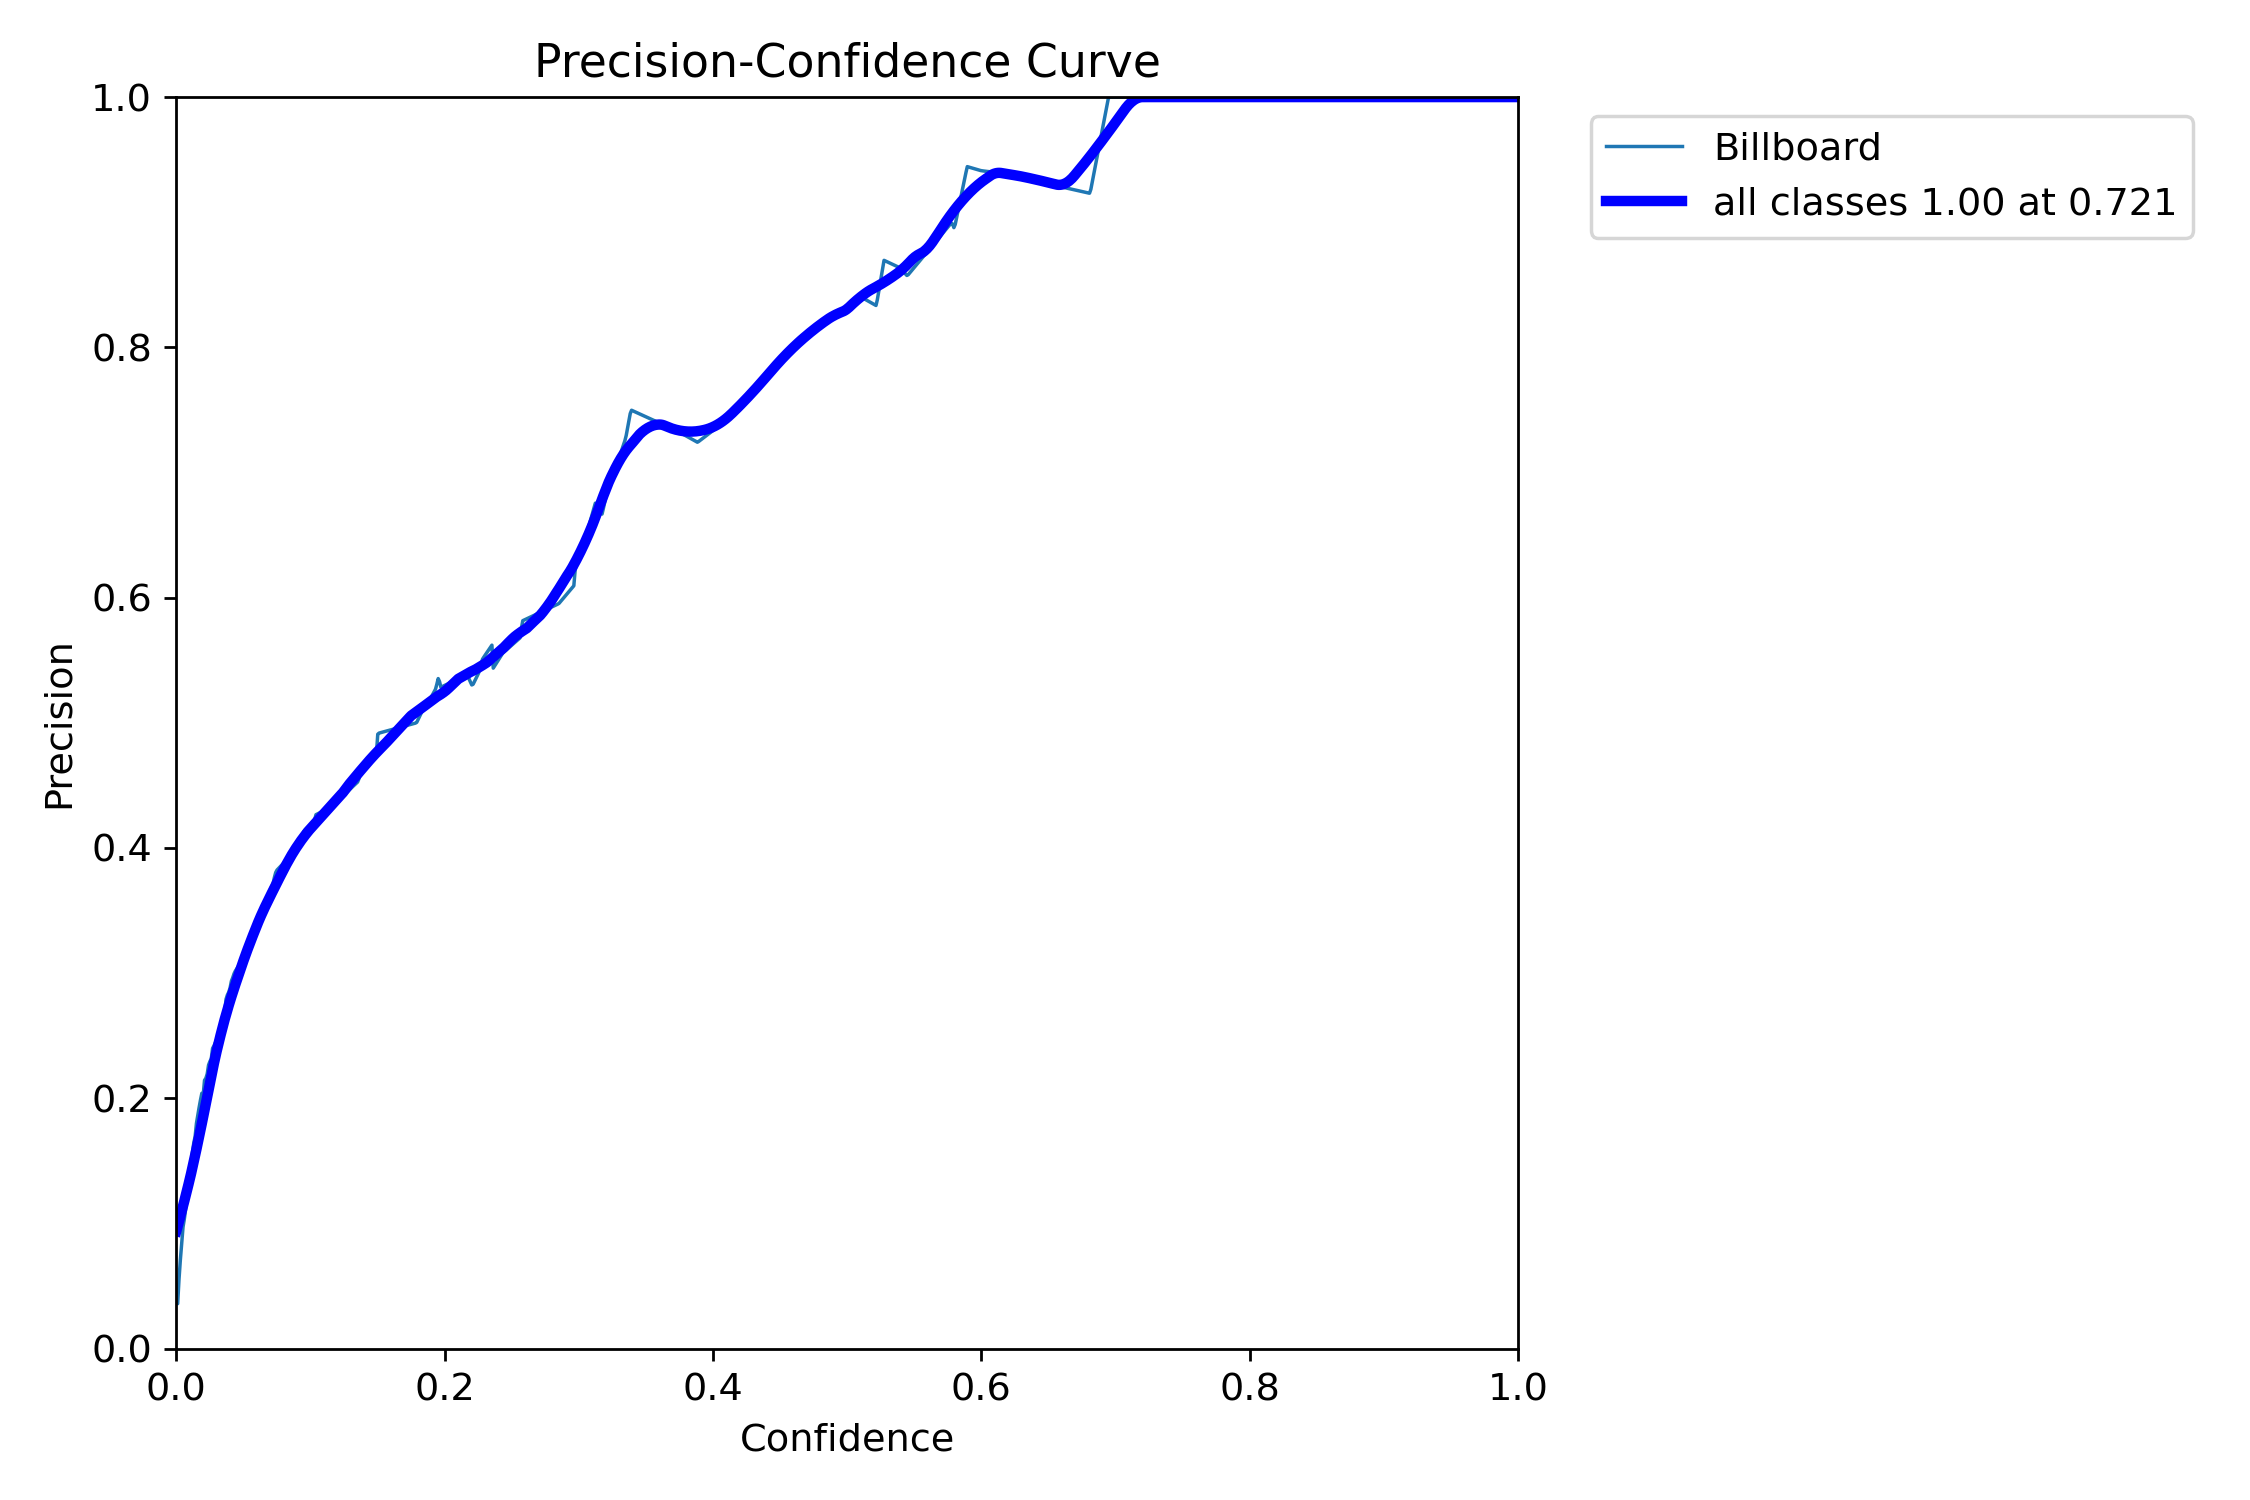 Precision-Confidence Curve
1.0
0.8
0.6
0.4
0.2
0.0
Precision
0.0 0.2 0.4 0.6 0.8 1.0
Confidence
Billboard
all classes 1.00 at 0.721